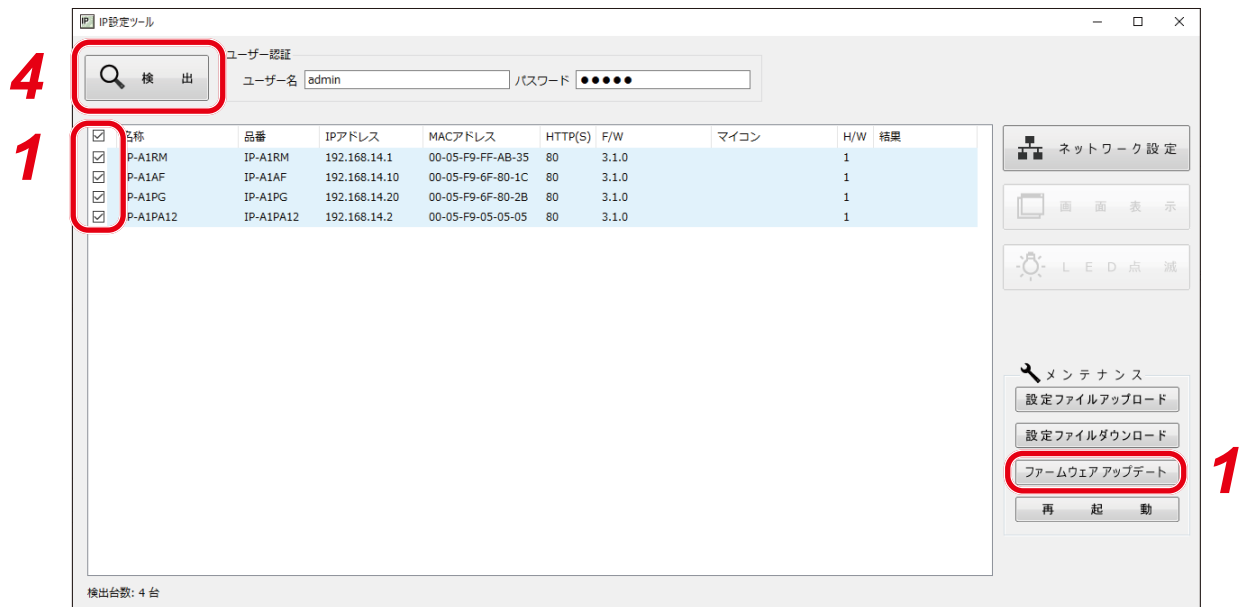 IP設定ツール
4
検 出
ユーザー認証
ユーザー名 admin パスワード ●●●●●
1
名称 品番 IPアドレス MACアドレス HTTP(S) F/W マイコン H/W 結果
P-A1RM IP-A1RM 192.168.14.1 00-05-F9-FF-AB-35 80 3.1.0 1
P-A1AF IP-A1AF 192.168.14.10 00-05-F9-6F-80-1C 80 3.1.0 1
P-A1PG IP-A1PG 192.168.14.20 00-05-F9-6F-80-2B 80 3.1.0 1
P-A1PA12 IP-A1PA12 192.168.14.2 00-05-F9-05-05-05 80 3.1.0 1
ネットワーク設定
画 面 表 示
LED点 滅
メンテナンス
設定ファイルアップロード
設定ファイルダウンロード
ファームウェア アップデート
1
再 起 動
検出台数: 4 台